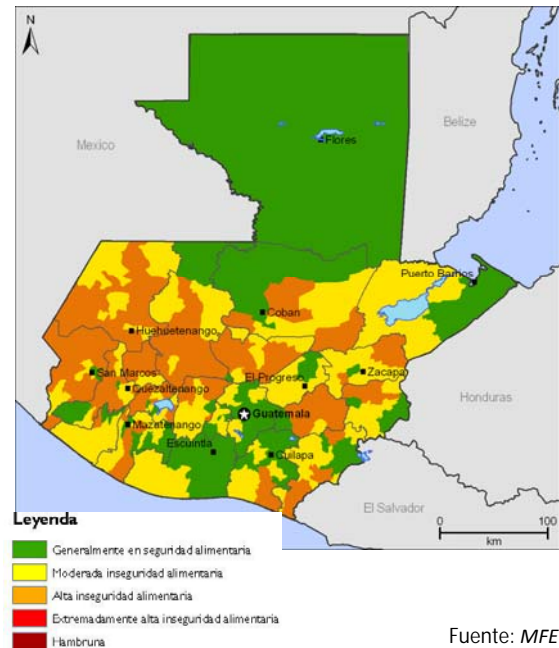 N
Mexico
Belize
Flores
Puerto Barrios
Coban
Huehuetenango
San Marcos
El Progreso
Zacapa
Quezaltenango
Guatemala
Honduras
Mazatenango
Escuintla
Cuilapa
El Salvador
0 100
km
Leyenda
Generalmente en seguridad alimentaria
Moderada inseguridad alimentaria
Alta inseguridad alimentaria
Extremadamente alta inseguridad alimentaria
Hambruna
Fuente: MFE